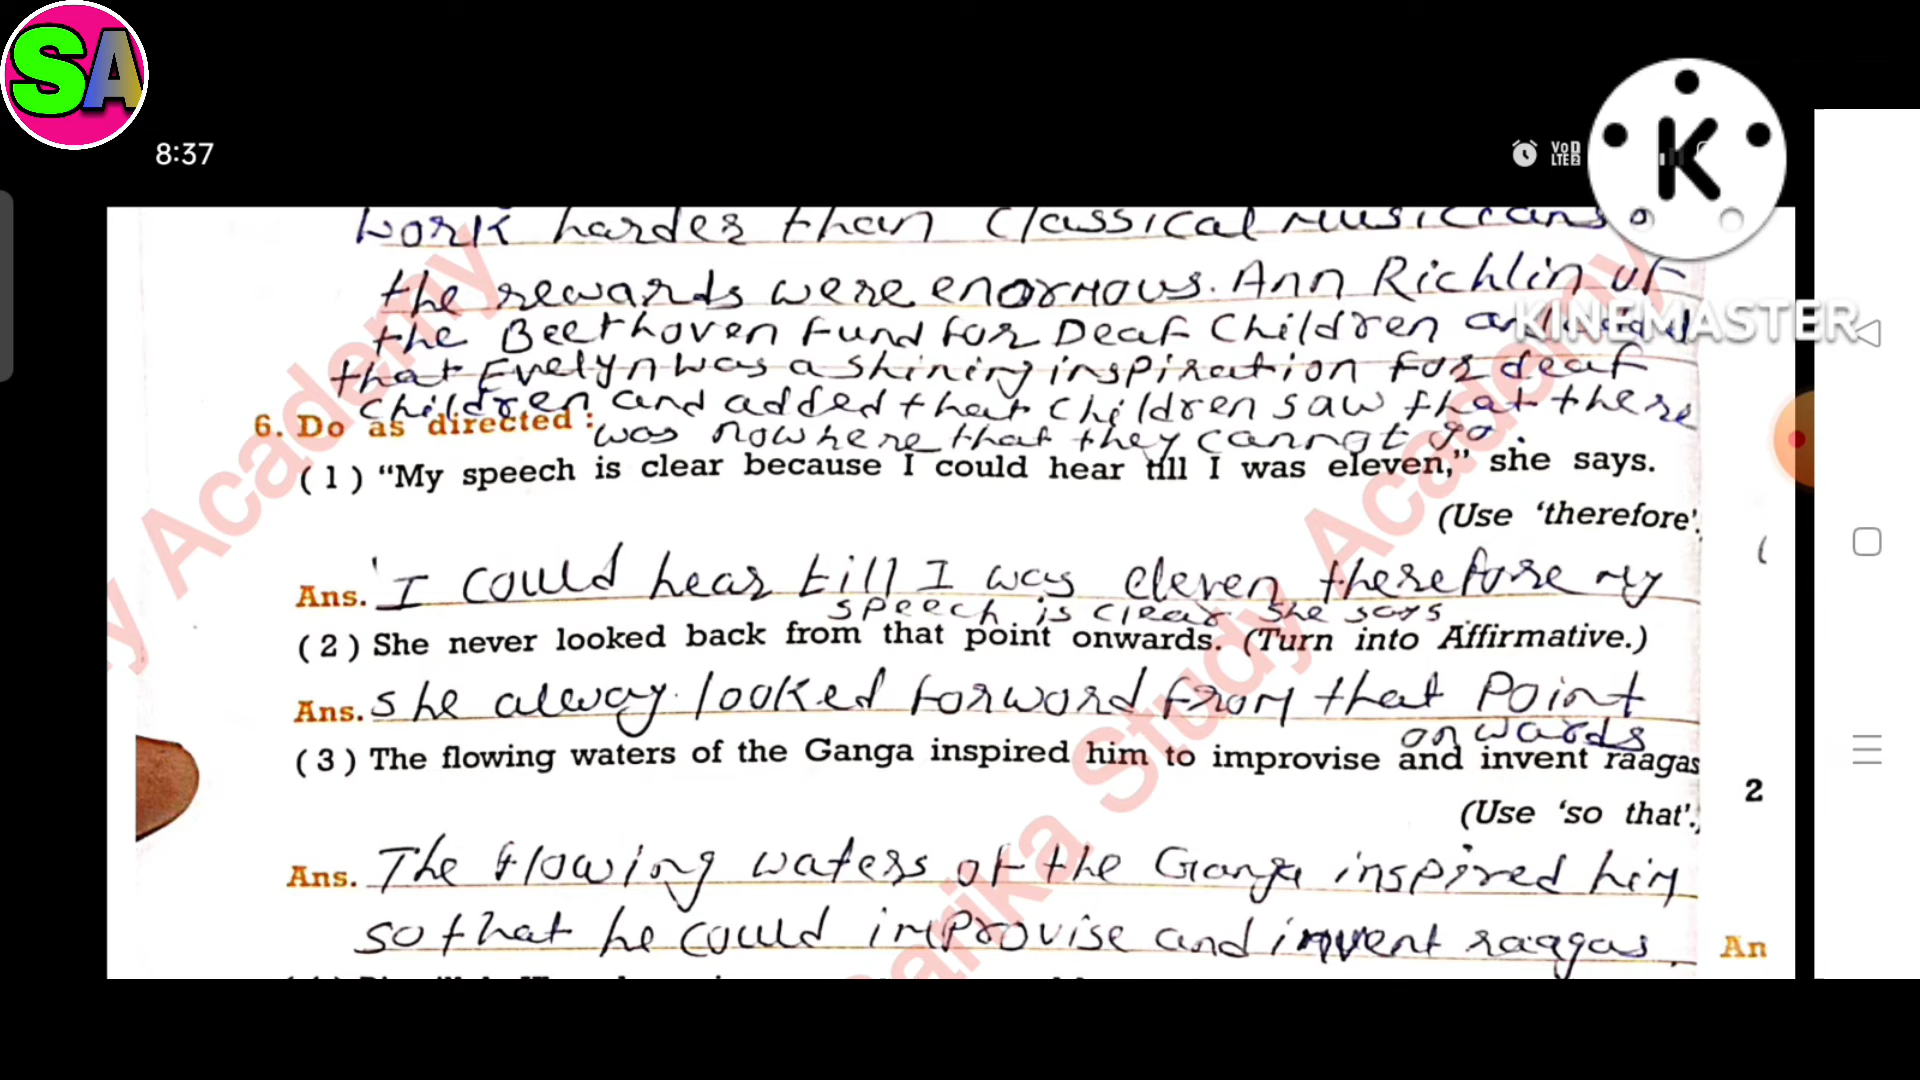 SA
8:37
VoLTE
K
KINEMASTER
work harder than classical musicians
the rewards were enormous. Ann Richlin of
the Beethoven Fund for Deaf Children
that Evelyn was a shining inspiration for deaf
children and added that children saw that there
6. Do as directed :
was nowhere that they cannot go.
(1) “My speech is clear because I could hear till I was eleven,” she says.
(Use ‘therefore’.
Ans. 'I could hear till I was eleven therefore my
speech is clear she says.
(2) She never looked back from that point onwards. (Turn into Affirmative.)
Ans. she alway. looked forword from that point
onwards
(3) The flowing waters of the Ganga inspired him to improvise and invent raagas
2
(Use ‘so that’.
Ans. The flowing waters of the Ganga inspired him
so that he could improvise and invent raagas.
An
Sarika Study Academy